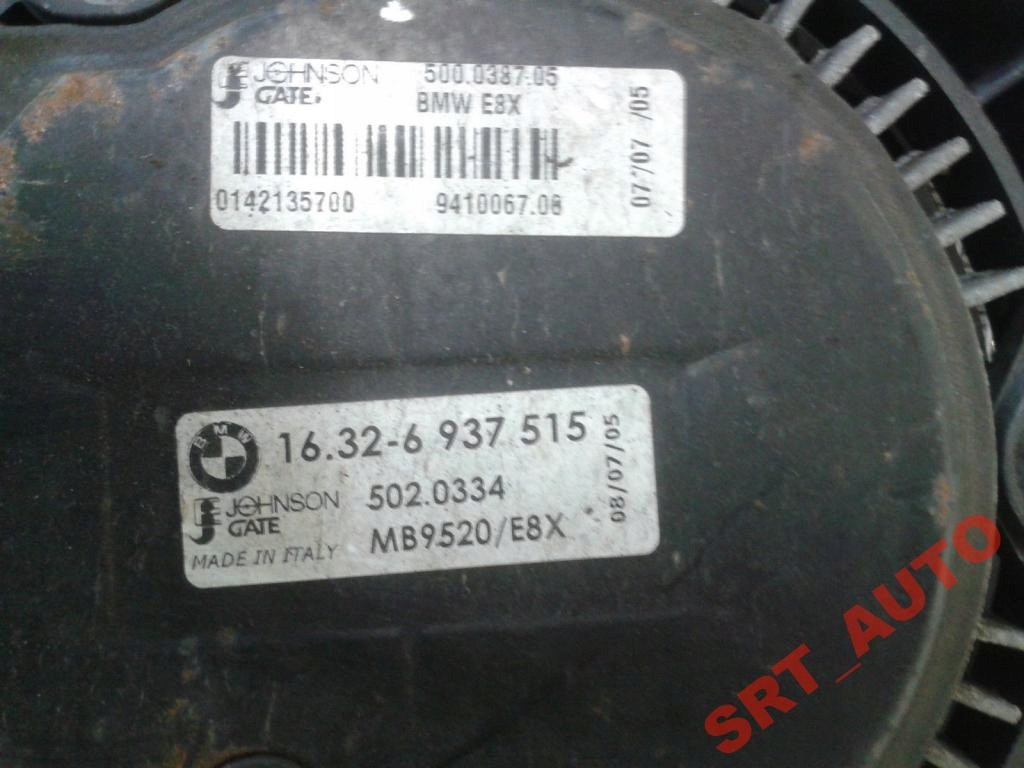 JOHNSON 500.0387.05
GATE. BMW E8X
07/07/05
0142135700 9410067.06
BMW
16.32-6 937 515
08/07/05
JOHNSON 502.0334
GATE
MB9520/E8X
MADE IN ITALY
SRT_AUTO